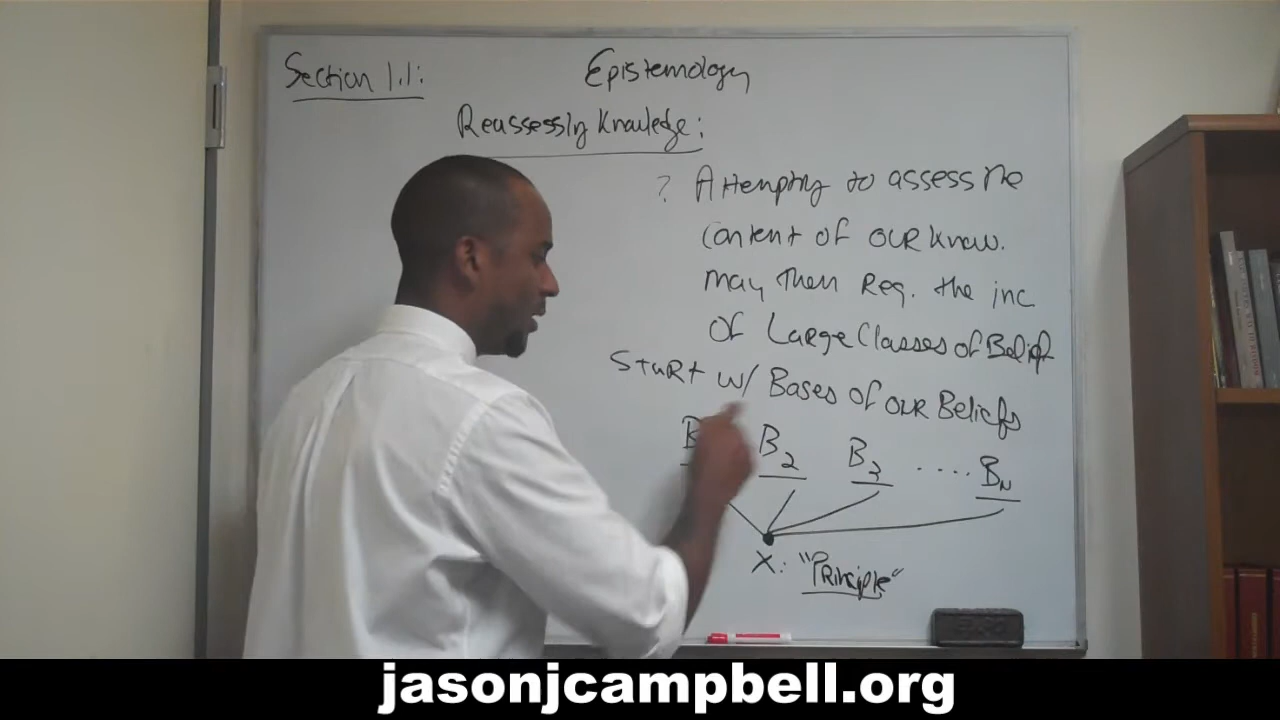 Section 1.1:
Epistemology
Reassessing Knowledge:
? Attempting to assess the
content of our know.
may then Req. the inc
of Large Classes of Belief
Start w/ Bases of our Beliefs
B B2 B3 ..... BN
X: "Principle"
jasonjcampbell.org